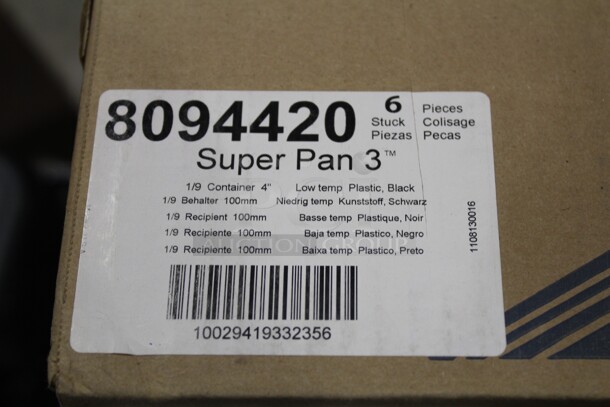 8094420
6 Pieces
Stuck Colisage
Piezas Pecas
Super Pan 3™
1/9 Container 4" Low temp Plastic, Black
1/9 Behalter 100mm Niedrig temp Kunststoff, Schwarz
1/9 Recipient 100mm Basse temp Plastique, Noir
1/9 Recipiente 100mm Baja temp Plastico, Negro
1/9 Recipiente 100mm Baixa temp Plastico, Preto
AUCTION GROUP
10029419332356
1108130016